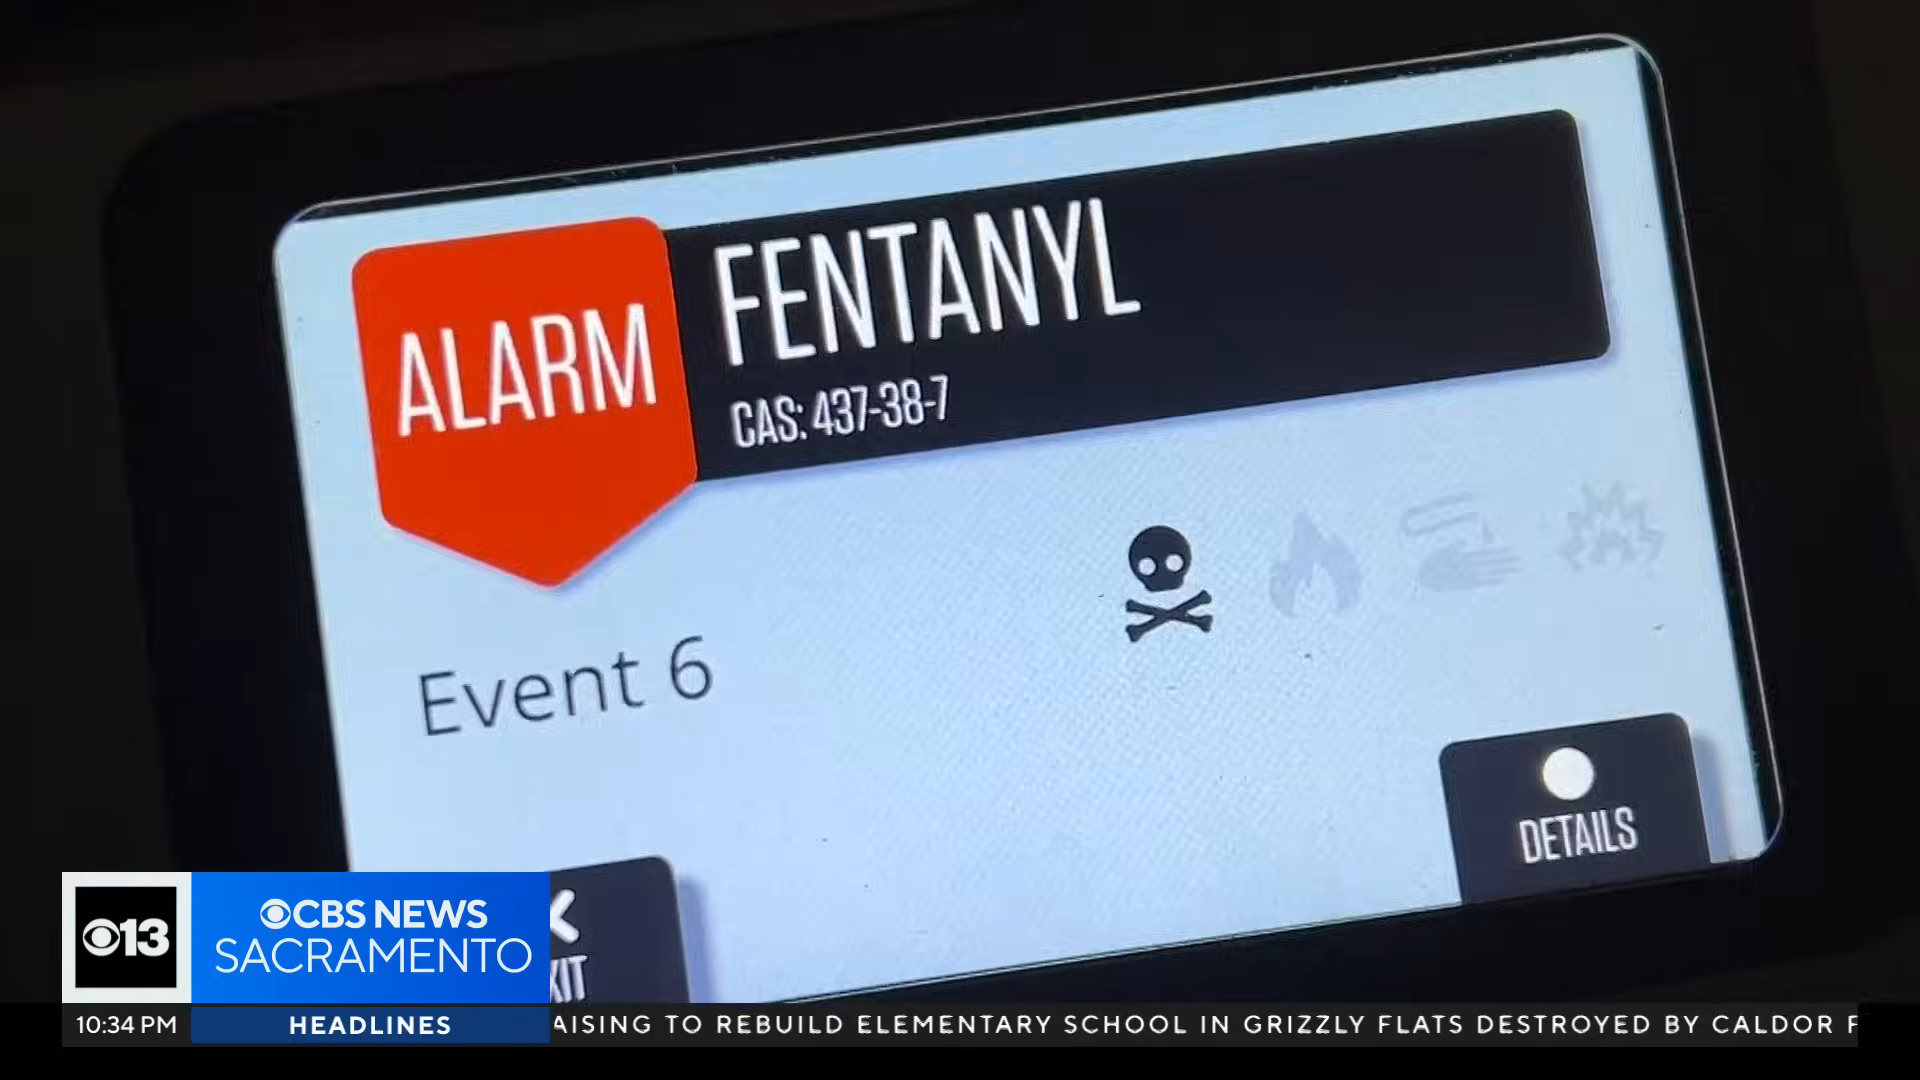 ALARM
FENTANYL
CAS: 437-38-7
Event 6
DETAILS
XIT
13
CBS NEWS
SACRAMENTO
10:34 PM
HEADLINES
AISING TO REBUILD ELEMENTARY SCHOOL IN GRIZZLY FLATS DESTROYED BY CALDOR F